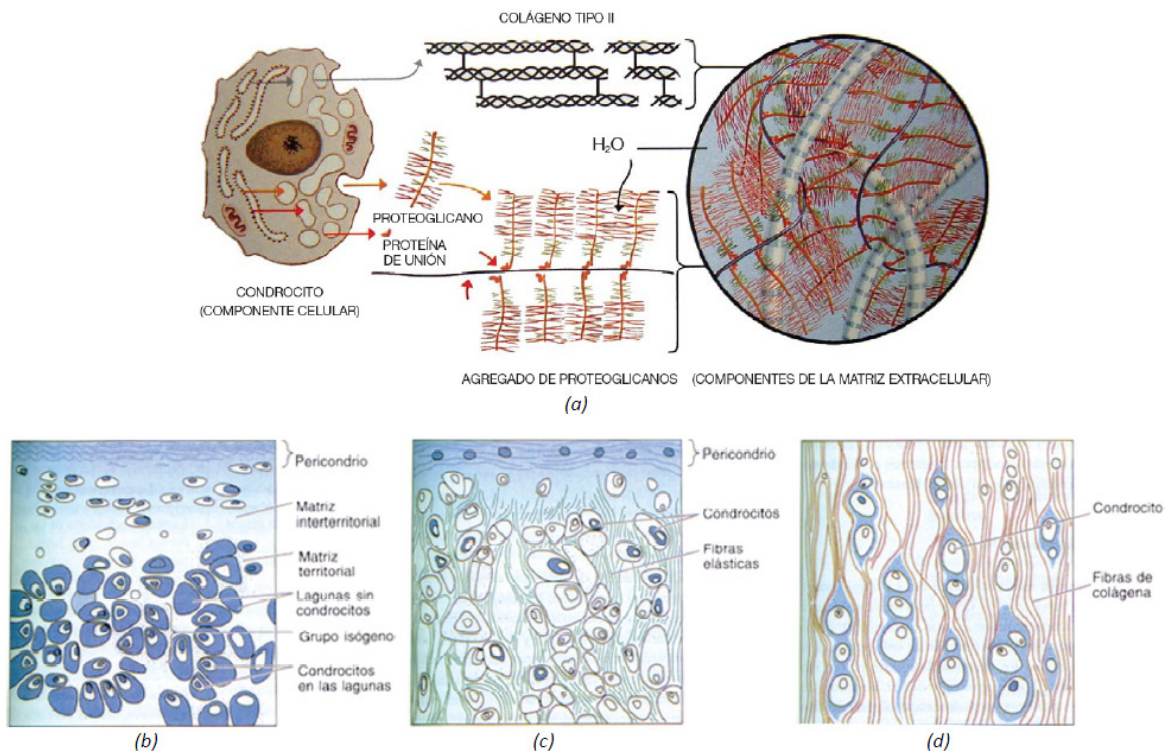 COLÁGENO TIPO II
H₂O
PROTEOGLICANO
PROTEÍNA
DE UNIÓN
CONDROCITO
(COMPONENTE CELULAR)
AGREGADO DE PROTEOGLICANOS
(COMPONENTES DE LA MATRIZ EXTRACELULAR)
(a)
Pericondrio
Matriz
interterritorial
Matriz
territorial
Lagunas sin
condrocitos
Grupo isógeno
Condrocitos
en las lagunas
(b)
Pericondrio
Condrocitos
Fibras
elásticas
(c)
Condrocito
Fibras de
colágena
(d)